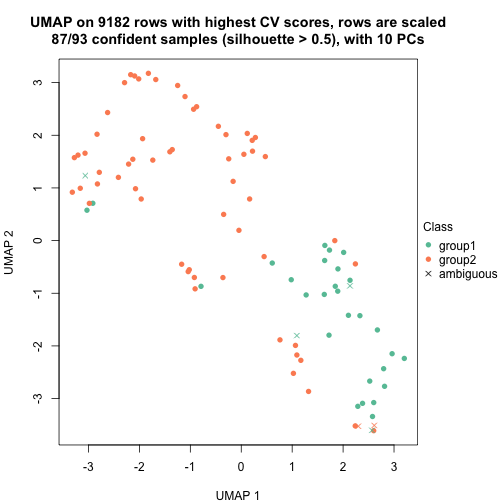 UMAP on 9182 rows with highest CV scores, rows are scaled
87/93 confident samples (silhouette > 0.5), with 10 PCs
3
2
1
0
-1
-2
-3
UMAP 2
Class
group1
group2
ambiguous
-3 -2 -1 0 1 2 3
UMAP 1